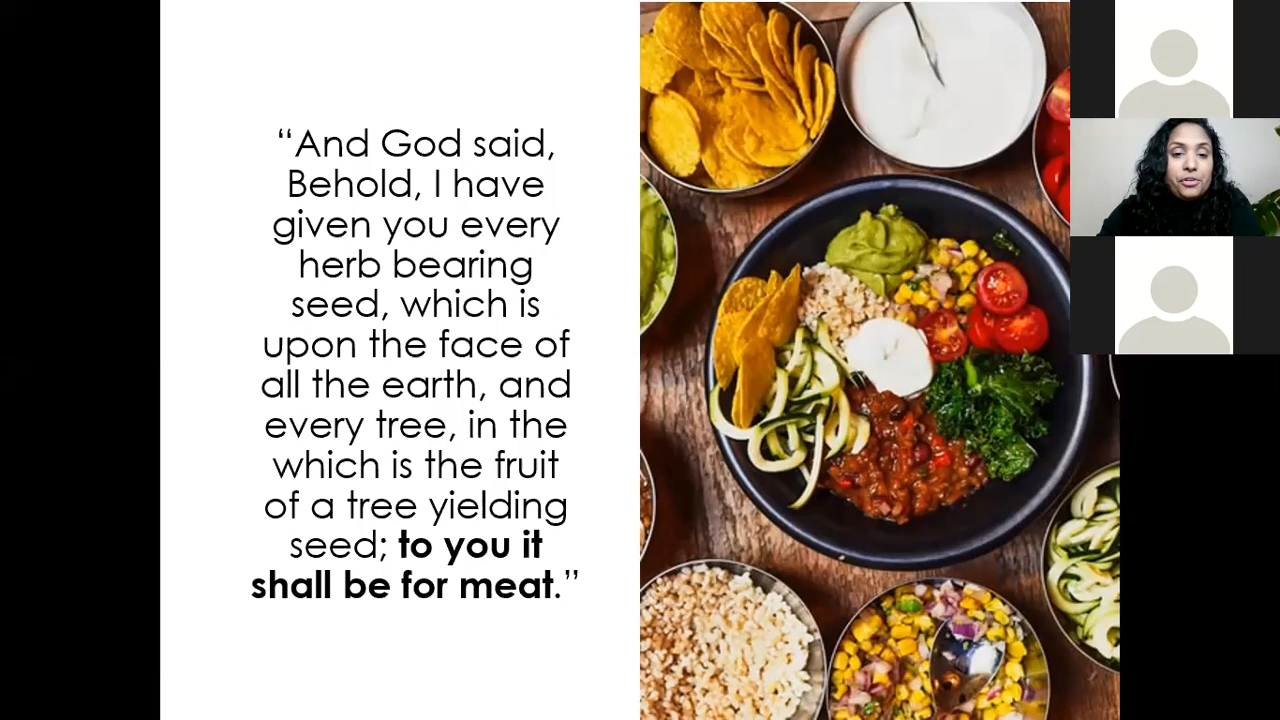 “And God said,
Behold, I have
given you every
herb bearing
seed, which is
upon the face of
all the earth, and
every tree, in the
which is the fruit
of a tree yielding
seed; to you it
shall be for meat.”